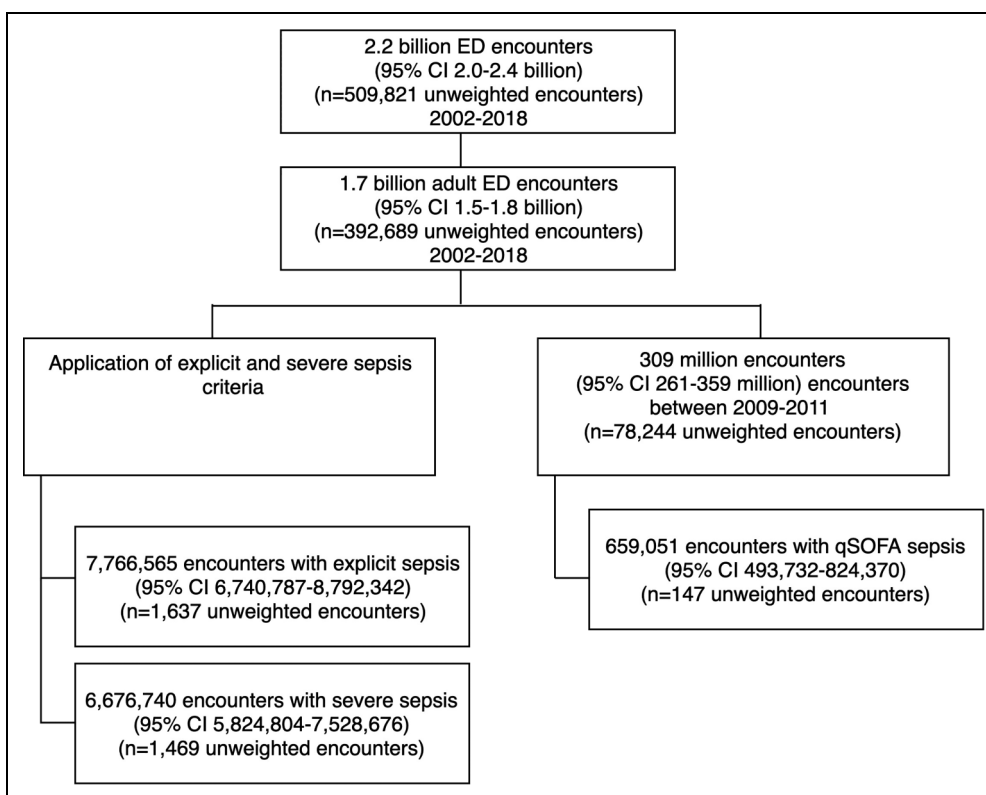 2.2 billion ED encounters
(95% CI 2.0-2.4 billion)
(n=509,821 unweighted encounters)
2002-2018
1.7 billion adult ED encounters
(95% CI 1.5-1.8 billion)
(n=392,689 unweighted encounters)
2002-2018
Application of explicit and severe sepsis
criteria
309 million encounters
(95% CI 261-359 million) encounters
between 2009-2011
(n=78,244 unweighted encounters)
7,766,565 encounters with explicit sepsis
(95% CI 6,740,787-8,792,342)
(n=1,637 unweighted encounters)
659,051 encounters with qSOFA sepsis
(95% CI 493,732-824,370)
(n=147 unweighted encounters)
6,676,740 encounters with severe sepsis
(95% CI 5,824,804-7,528,676)
(n=1,469 unweighted encounters)